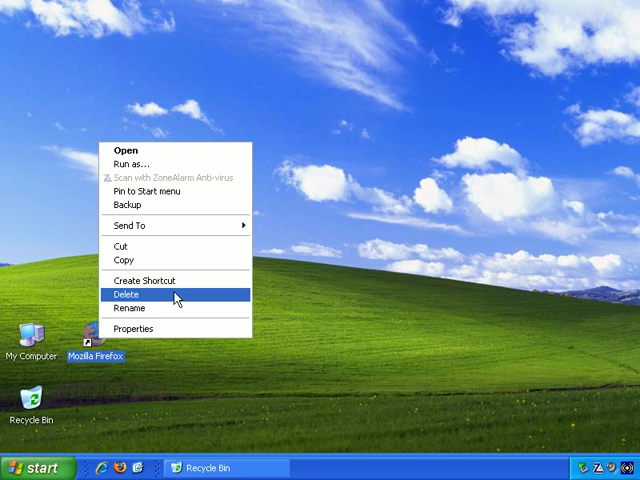 Open
Run as...
Scan with ZoneAlarm Anti-virus
Pin to Start menu
Backup
Send To
Cut
Copy
Create Shortcut
Delete
Rename
Properties
My Computer
Mozilla Firefox
Recycle Bin
start
Recycle Bin